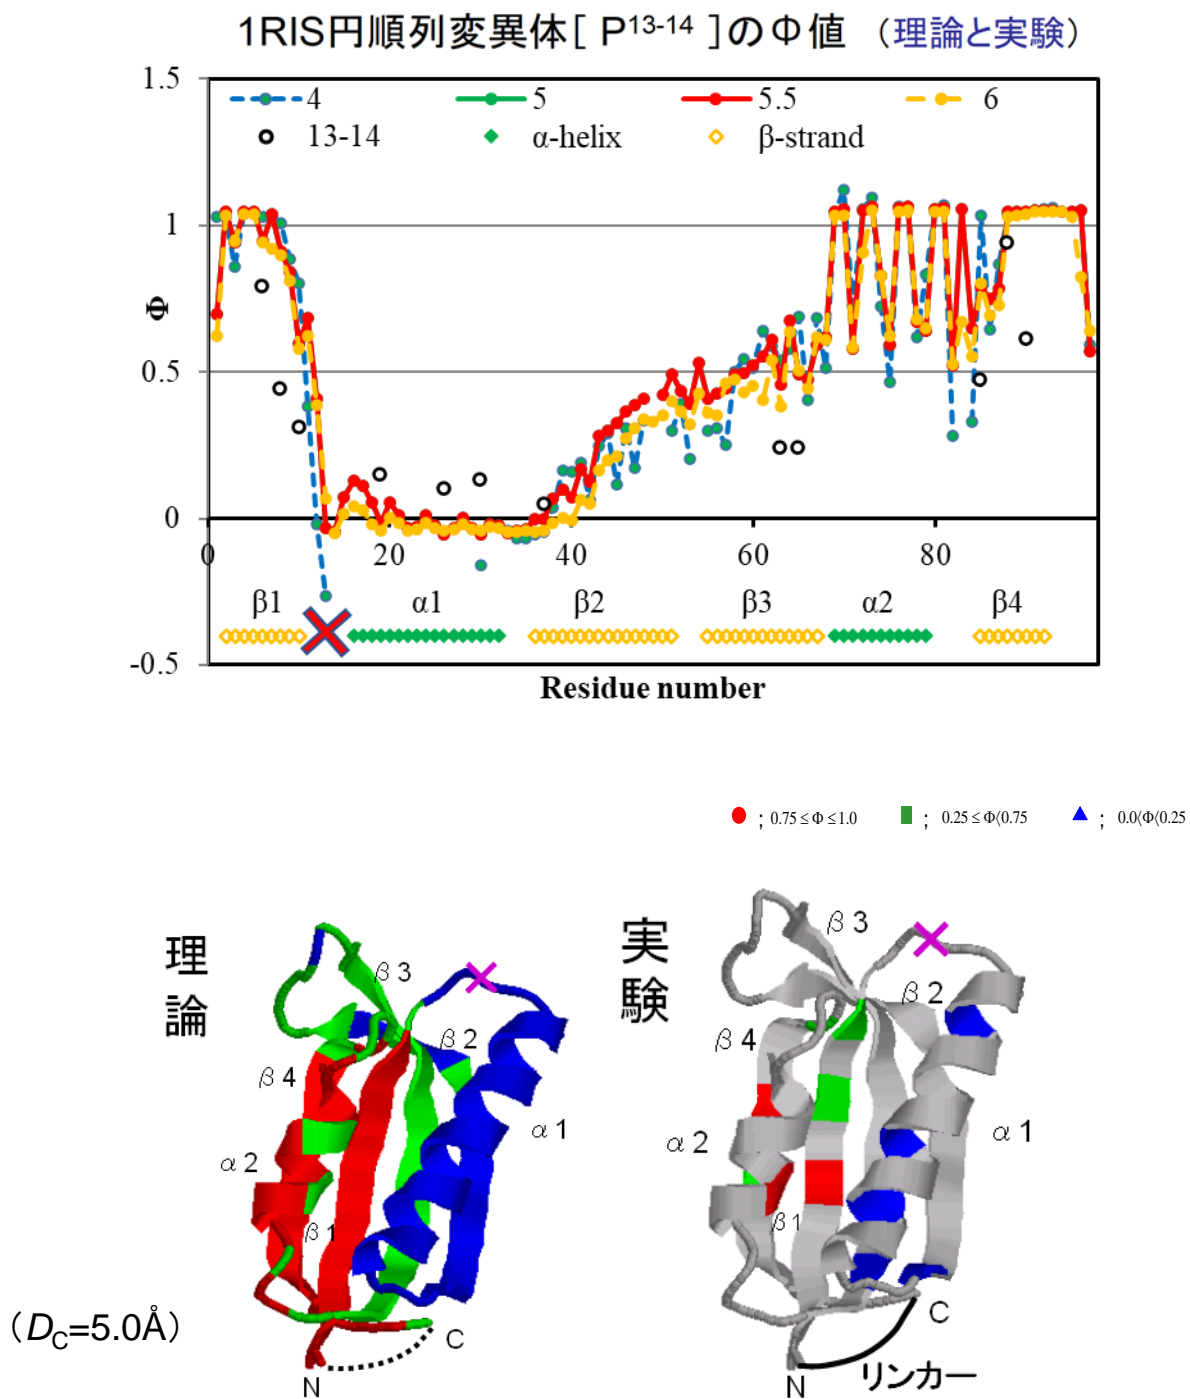 1RIS円順列変異体[ P13-14 ]のΦ値 (理論と実験)
1.5
4 5 5.5 6
13-14 α-helix β-strand
1
Φ
0.5
0
0 20 40 60 80
β1 α1 β2 β3 α2 β4
-0.5
Residue number
; 0.75 ≤ Φ ≤1.0 ; 0.25 ≤ Φ⟨0.75 ; 0.0⟨Φ⟨0.25
理論
β3
β2
β4
α1
α2
β1
C
N
(DC=5.0Å)
実験
β3
β2
β4
α1
α2
β1
C
リンカー
N